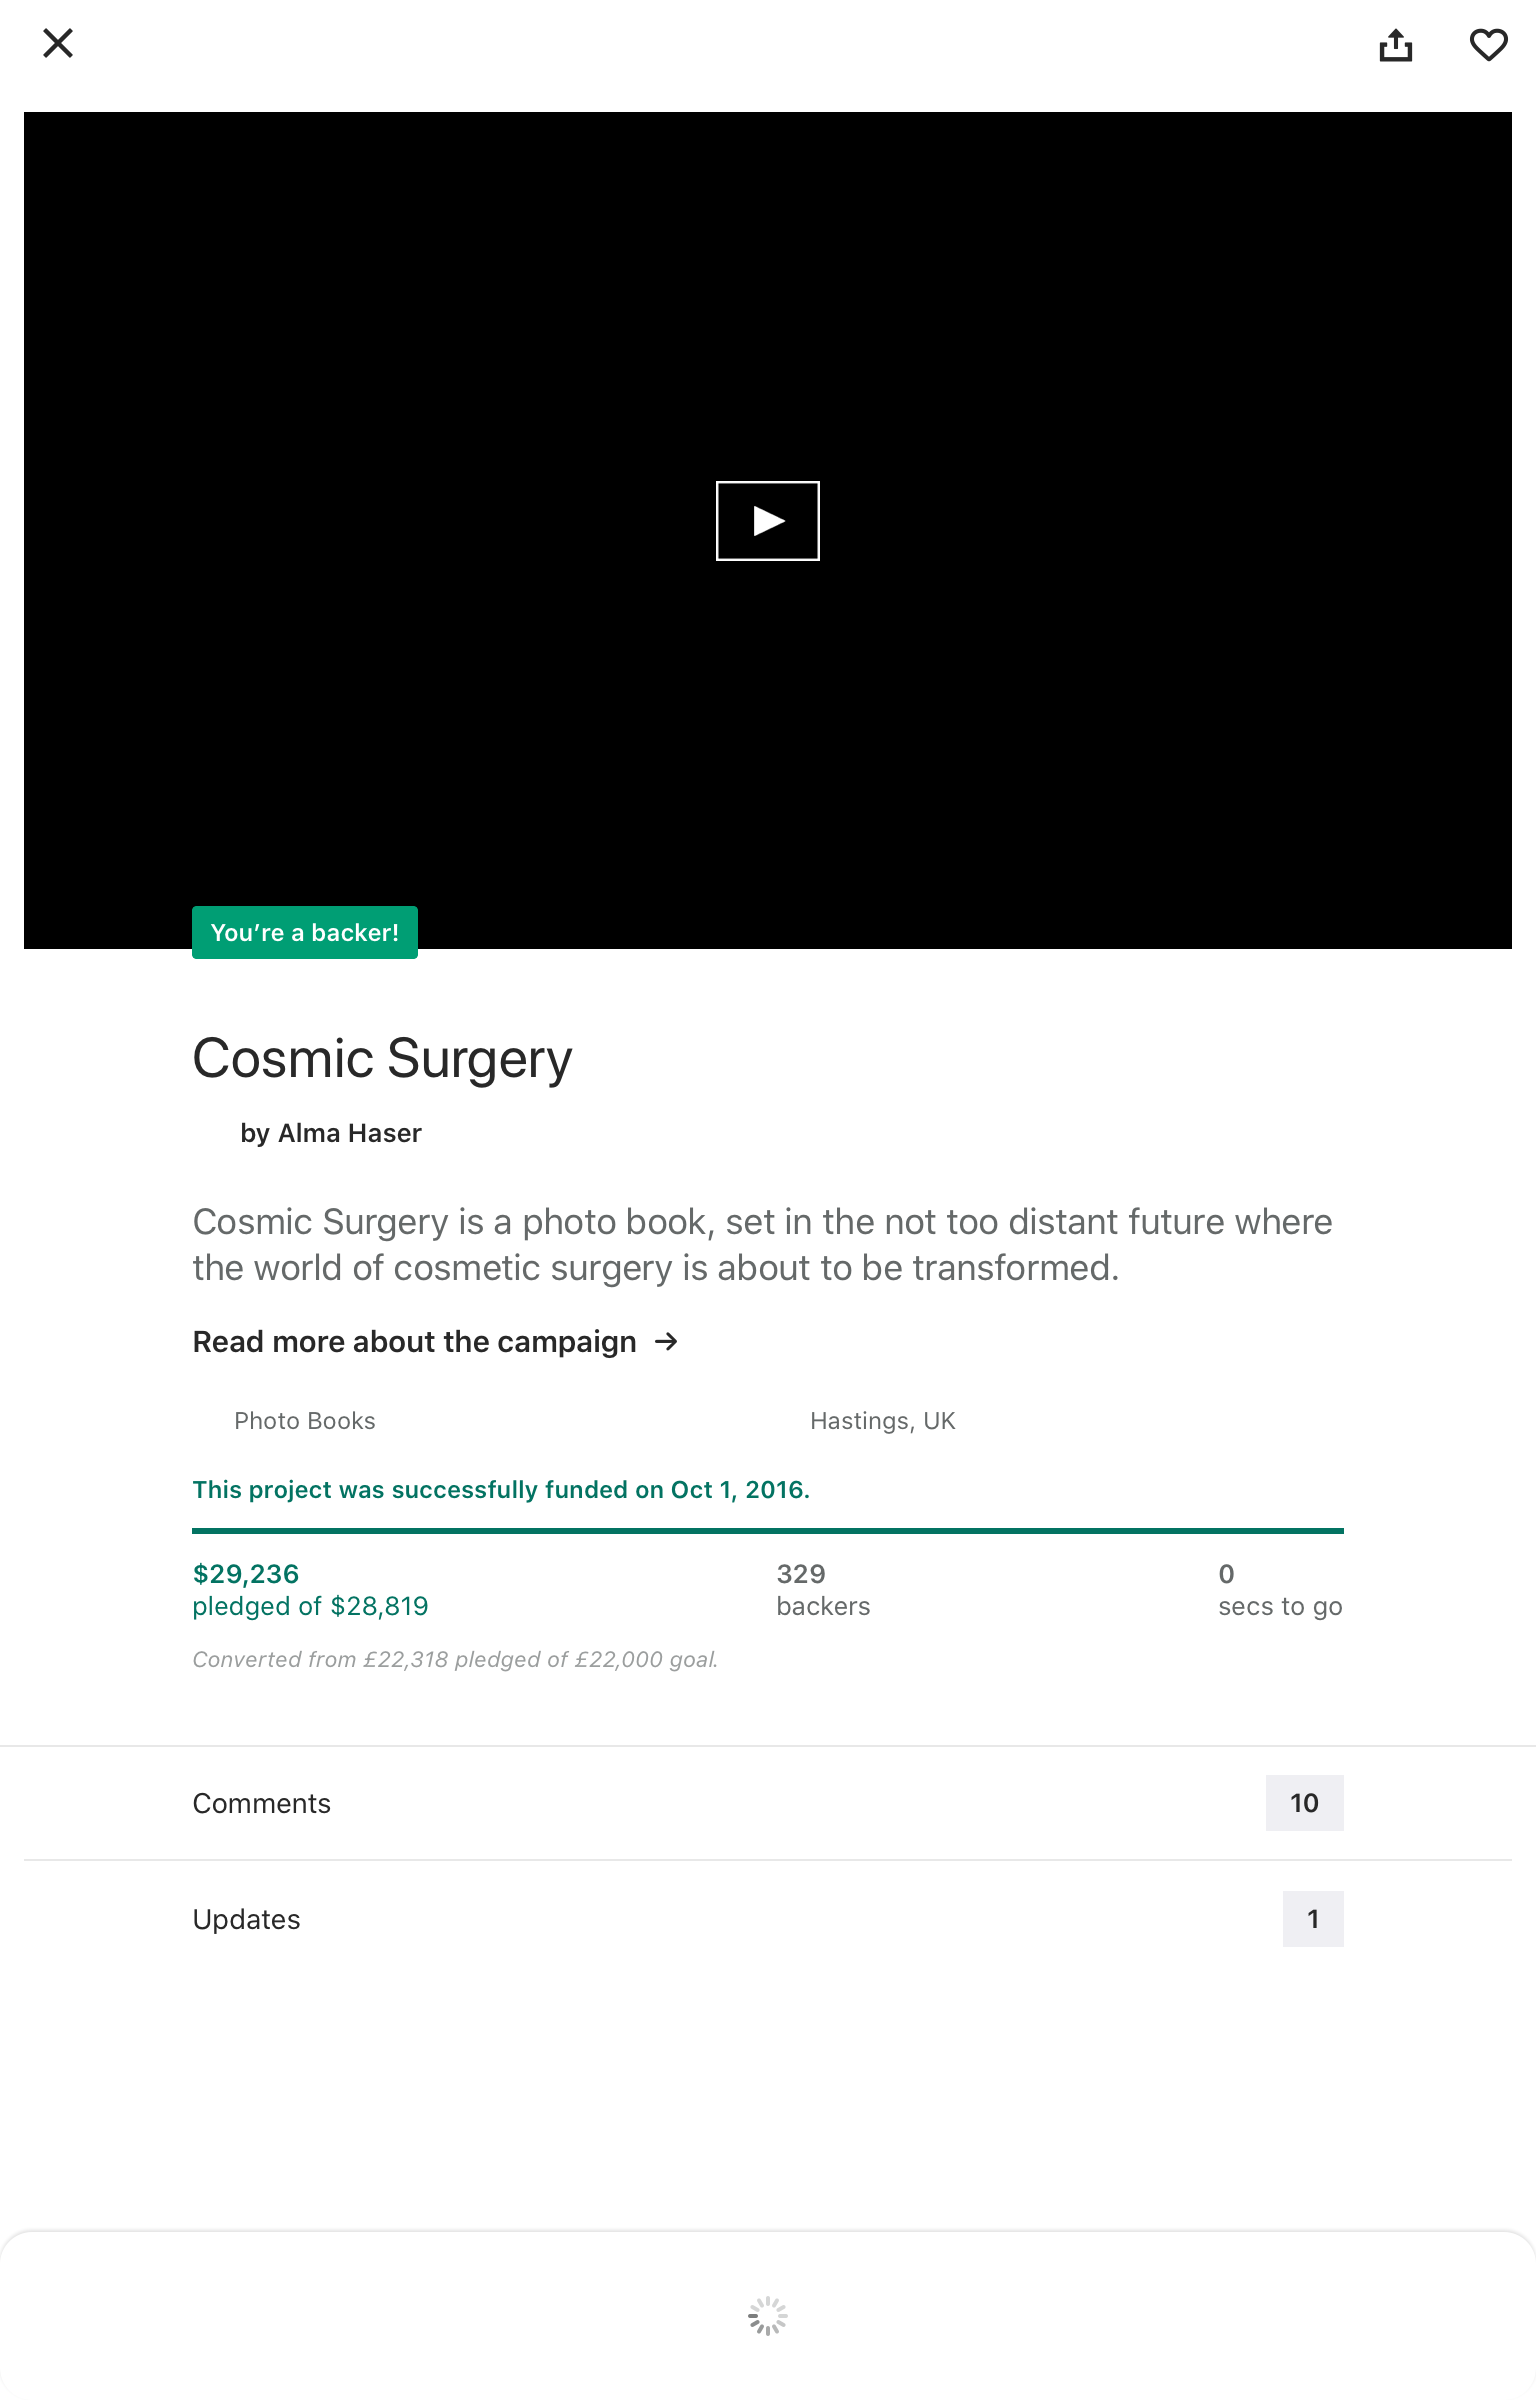 You’re a backer!
Cosmic Surgery
by Alma Haser
Cosmic Surgery is a photo book, set in the not too distant future where
the world of cosmetic surgery is about to be transformed.
Read more about the campaign
Photo Books
Hastings, UK
This project was successfully funded on Oct 1, 2016.
$29,236
pledged of $28,819
329
backers
0
secs to go
Converted from £22,318 pledged of £22,000 goal.
Comments
10
Updates
1